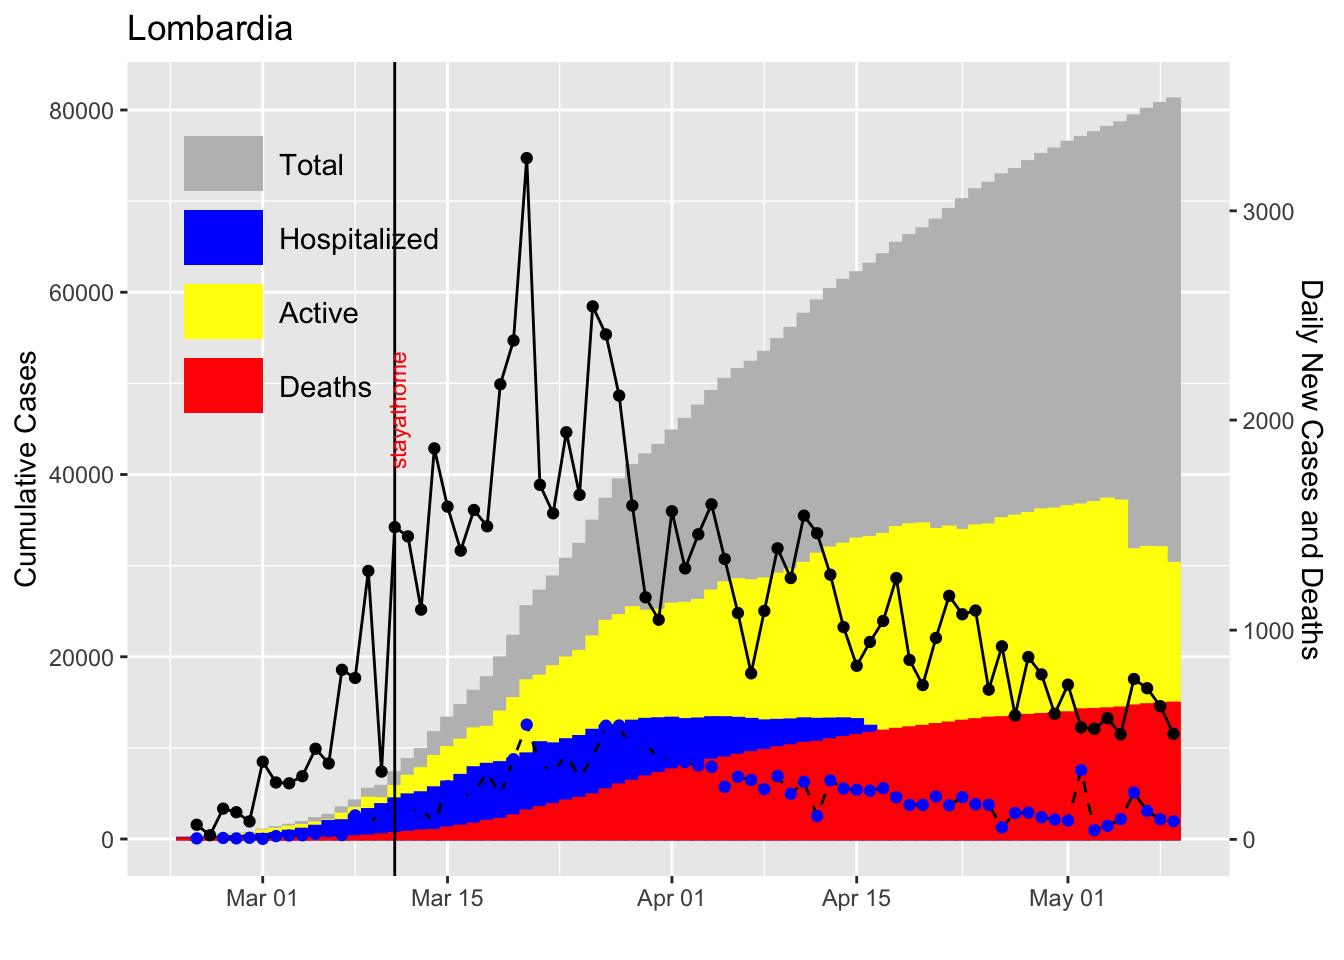 Lombardia
Cumulative Cases
80000
60000
40000
20000
0
Total
Hospitalized
Active
Deaths
stayathome
3000
2000
1000
0
Daily New Cases and Deaths
Mar 01
Mar 15
Apr 01
Apr 15
May 01